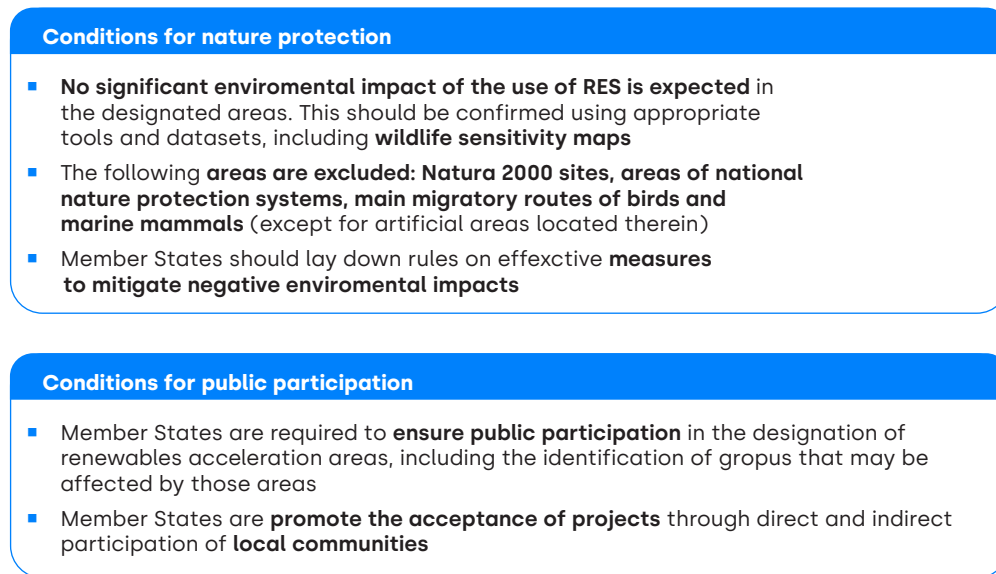 Conditions for nature protection
▪ No significant enviromental impact of the use of RES is expected in
the designated areas. This should be confirmed using appropriate
tools and datasets, including wildlife sensitivity maps
▪ The following areas are excluded: Natura 2000 sites, areas of national
nature protection systems, main migratory routes of birds and
marine mammals (except for artificial areas located therein)
▪ Member States should lay down rules on effexctive measures
to mitigate negative enviromental impacts
Conditions for public participation
▪ Member States are required to ensure public participation in the designation of
renewables acceleration areas, including the identification of gropus that may be
affected by those areas
▪ Member States are promote the acceptance of projects through direct and indirect
participation of local communities